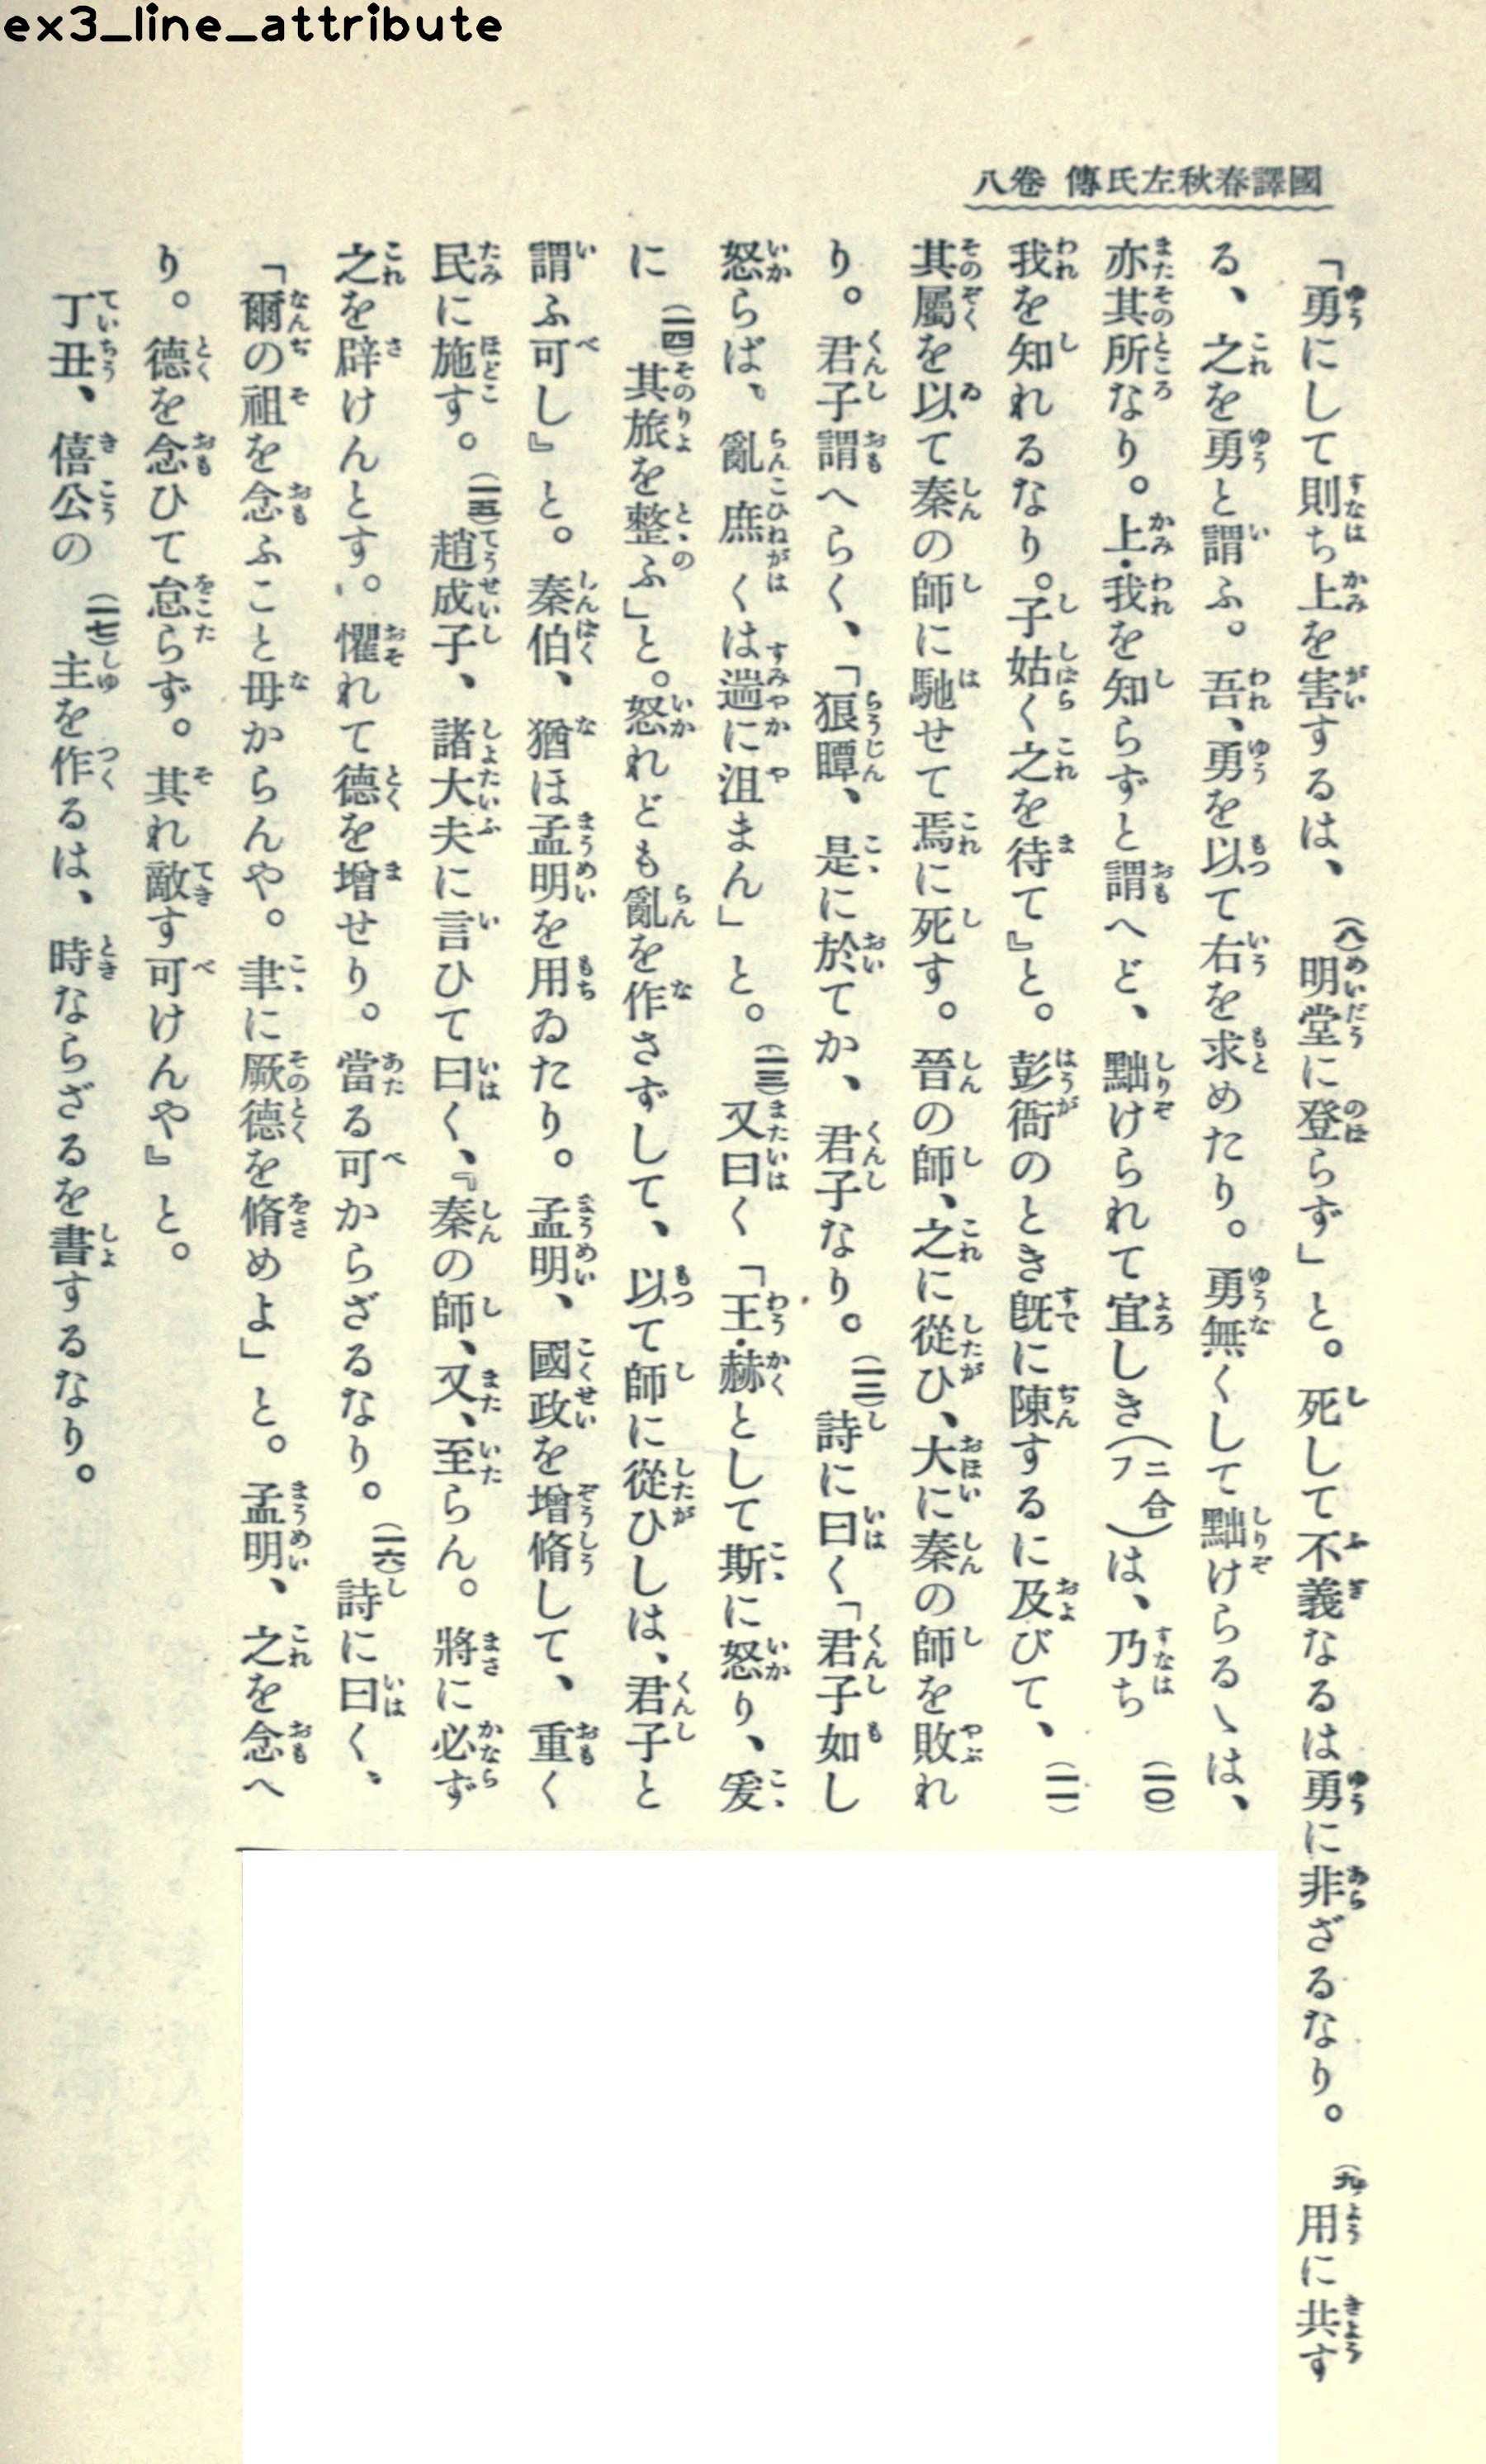 ex3_line_attribute
國譯春秋左氏傳 卷八
「勇にして則ち上を害するは、(八)明堂に登らず」と。死して不義なるは勇に非ざるなり。(九)用に共す
る、之を勇と謂ふ。吾、勇を以て右を求めたり。勇無くして黜けらるゝは、
亦其所なり。上・我を知らずと謂へど、黜けられて宜しき(ニ合フ)は、乃ち(一〇)
我を知れるなり。子姑く之を待て』と。彭衙のとき旣に陳するに及びて、(一一)
其屬を以て秦の師に馳せて焉に死す。晉の師、之に從ひ、大に秦の師を敗れ
り。君子謂へらく、「狼瞫、是に於てか、君子なり。(一二)詩に曰く「君子如し
怒らば、亂庶くは遄に沮まん」と。(一三)又曰く「王・赫として斯に怒り、爰
に(一四)其旅を整ふ」と。怒れども亂を作さずして、以て師に從ひしは、君子と
謂ふ可し』と。秦伯、猶ほ孟明を用ゐたり。孟明、國政を增脩して、重く
民に施す。(一五)趙成子、諸大夫に言ひて曰く、『秦の師、又、至らん。將に必ず
之を辟けんとす。懼れて德を增せり。當る可からざるなり。(一六)詩に曰く、
「爾の祖を念ふこと毋からんや。聿に厥德を脩めよ」と。孟明、之を念へ
り。德を念ひて怠らず。其れ敵す可けんや』と。
丁丑、僖公の(一七)主を作るは、時ならざるを書するなり。